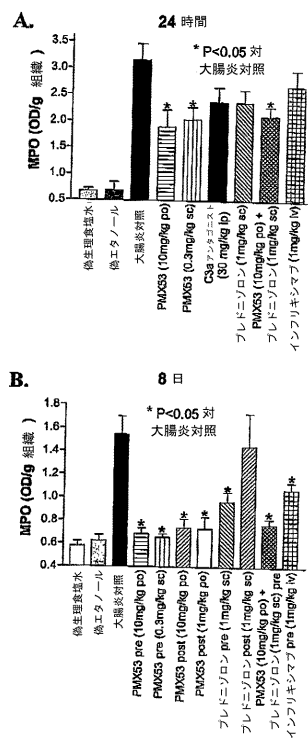 A.
24 時間
* P<0.05 対
大腸炎対照
MPO (OD/g 組織)
3.5
3.0
2.5
2.0
1.5
1.0
0.5
* * *
偽生理食塩水
偽エタノール
大腸炎対照
PMX53 (10mg/kg po)
PMX53 (0.3mg/kg sc)
C3aアンタゴニスト
(30 mg/kg ip)
プレドニゾロン (1mg/kg sc)
PMX53 (10mg/kg po) +
プレドニゾロン (1mg/kg sc)
インフリキシマブ (1mg/kg iv)
B.
8 日
* P<0.05 対
大腸炎対照
MPO (OD/g 組織)
1.8
1.6
1.4
1.2
1.0
0.8
0.6
0.4
* * * * * * *
偽生理食塩水
偽エタノール
大腸炎対照
PMX53 pre (10mg/kg po)
PMX53 pre (0.3mg/kg sc)
PMX53 post (10mg/kg po)
PMX53 post (1mg/kg po)
プレドニゾロン pre (1mg/kg sc)
プレドニゾロン post (1mg/kg sc)
PMX53 (10mg/kg po) +
プレドニゾロン (1mg/kg sc) pre
インフリキシマブ pre (1mg/kg iv)